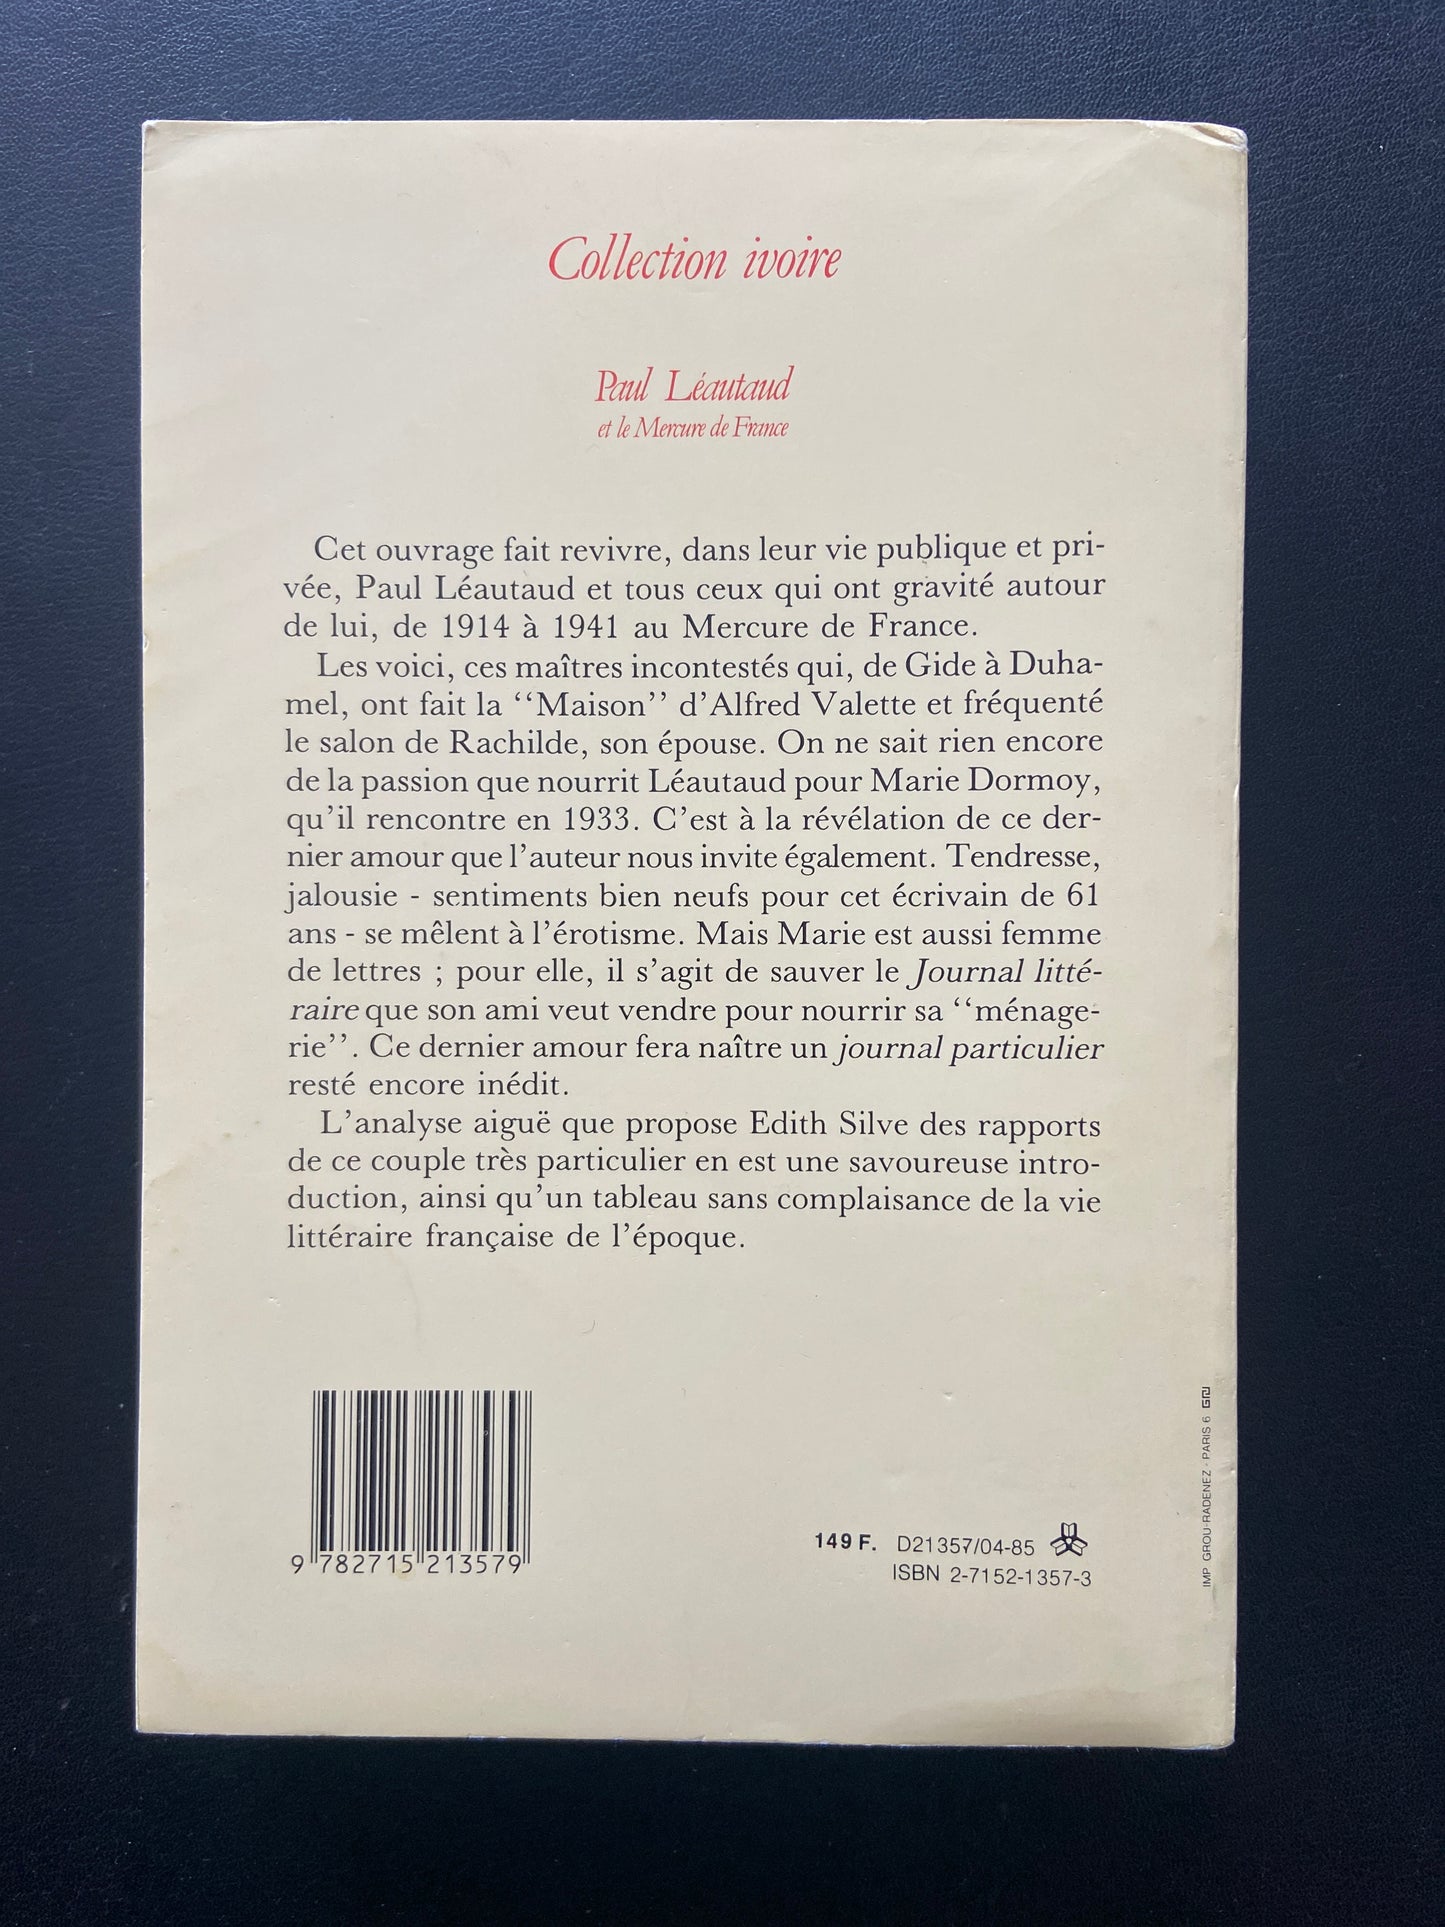 Collection ivoire
Paul Léautaud
et le Mercure de France
Cet ouvrage fait revivre, dans leur vie publique et pri-
vée, Paul Léautaud et tous ceux qui ont gravité autour
de lui, de 1914 à 1941 au Mercure de France.
Les voici, ces maîtres incontestés qui, de Gide à Duha-
mel, ont fait la ‘‘Maison’’ d’Alfred Valette et fréquenté
le salon de Rachilde, son épouse. On ne sait rien encore
de la passion que nourrit Léautaud pour Marie Dormoy,
qu’il rencontre en 1933. C’est à la révélation de ce der-
nier amour que l’auteur nous invite également. Tendresse,
jalousie - sentiments bien neufs pour cet écrivain de 61
ans - se mêlent à l’érotisme. Mais Marie est aussi femme
de lettres ; pour elle, il s’agit de sauver le Journal litté-
raire que son ami veut vendre pour nourrir sa ‘‘ménage-
rie’’. Ce dernier amour fera naître un journal particulier
resté encore inédit.
L’analyse aiguë que propose Edith Silve des rapports
de ce couple très particulier en est une savoureuse intro-
duction, ainsi qu’un tableau sans complaisance de la vie
littéraire française de l’époque.
9 782715 213579
149 F. D21357/04-85
ISBN 2-7152-1357-3
IMP GROU-RADENEZ - PARIS 6